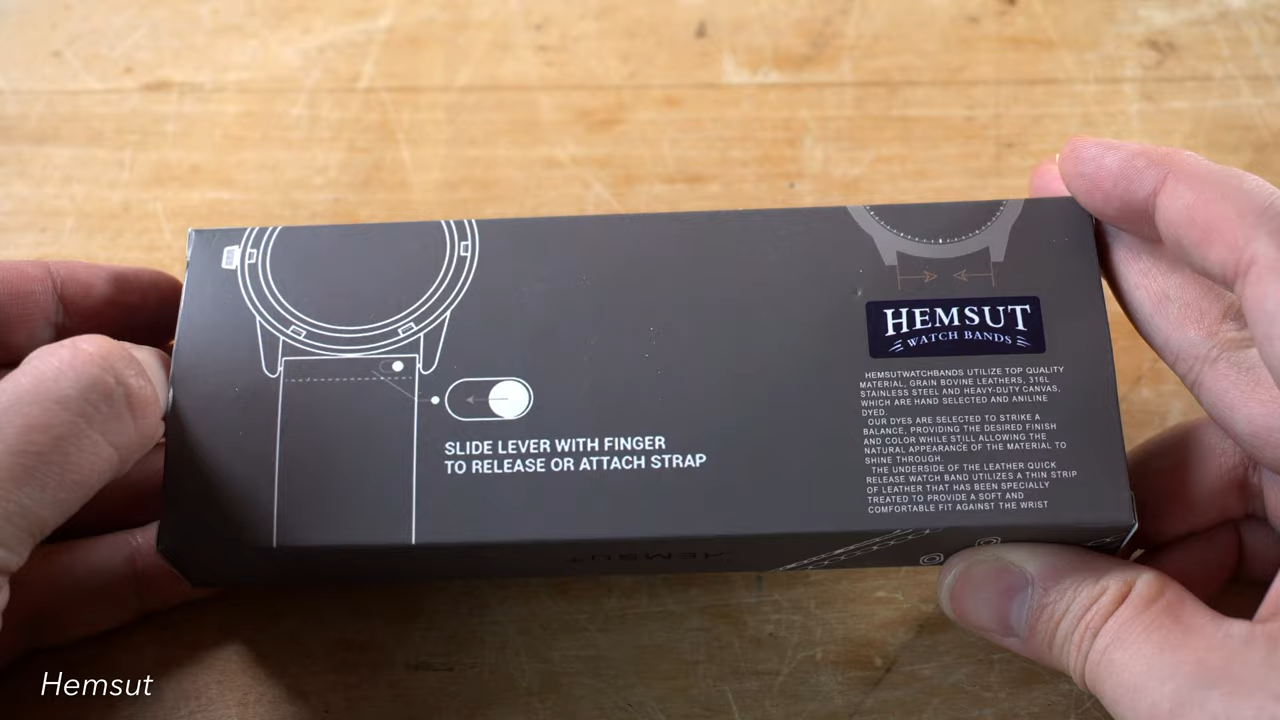 HEMSUT
WATCH BANDS
HEMSUTWATCHBANDS UTILIZE TOP QUALITY
MATERIAL, GRAIN BOVINE LEATHERS, 316L
STAINLESS STEEL AND HEAVY-DUTY CANVAS,
WHICH ARE HAND SELECTED AND ANILINE
DYED.
OUR DYES ARE SELECTED TO STRIKE A
BALANCE, PROVIDING THE DESIRED FINISH
AND COLOR WHILE STILL ALLOWING THE
NATURAL APPEARANCE OF THE MATERIAL TO
SHINE THROUGH.
THE UNDERSIDE OF THE LEATHER QUICK
RELEASE WATCH BAND UTILIZES A THIN STRIP
OF LEATHER THAT HAS BEEN SPECIALLY
TREATED TO PROVIDE A SOFT AND
COMFORTABLE FIT AGAINST THE WRIST
SLIDE LEVER WITH FINGER
TO RELEASE OR ATTACH STRAP
HEMSUT
Hemsut